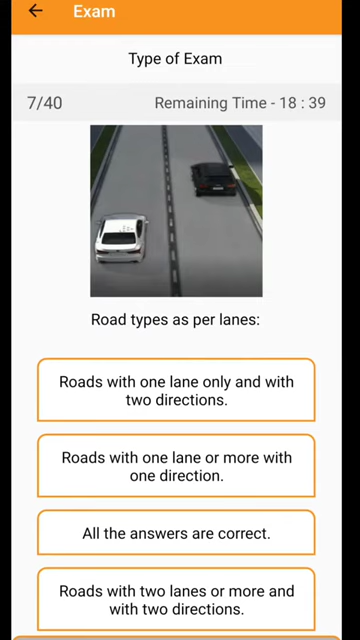 Exam
Type of Exam
7/40 Remaining Time - 18 : 39
Road types as per lanes:
Roads with one lane only and with
two directions.
Roads with one lane or more with
one direction.
All the answers are correct.
Roads with two lanes or more and
with two directions.